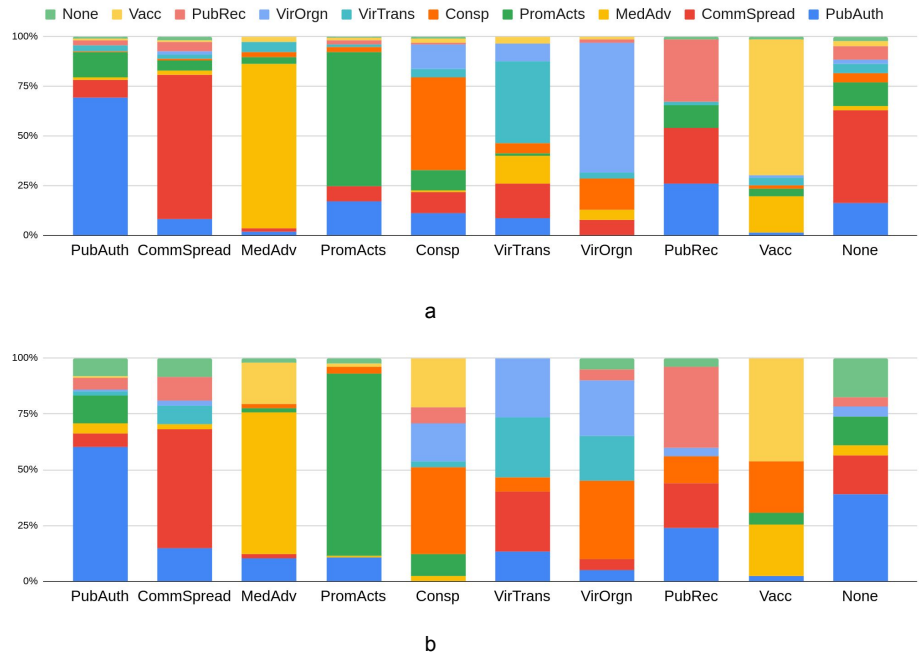 None Vacc PubRec VirOrgn VirTrans Consp PromActs MedAdv CommSpread PubAuth
100%
75%
50%
25%
0%
PubAuth CommSpread MedAdv PromActs Consp VirTrans VirOrgn PubRec Vacc None
a
100%
75%
50%
25%
0%
PubAuth CommSpread MedAdv PromActs Consp VirTrans VirOrgn PubRec Vacc None
b